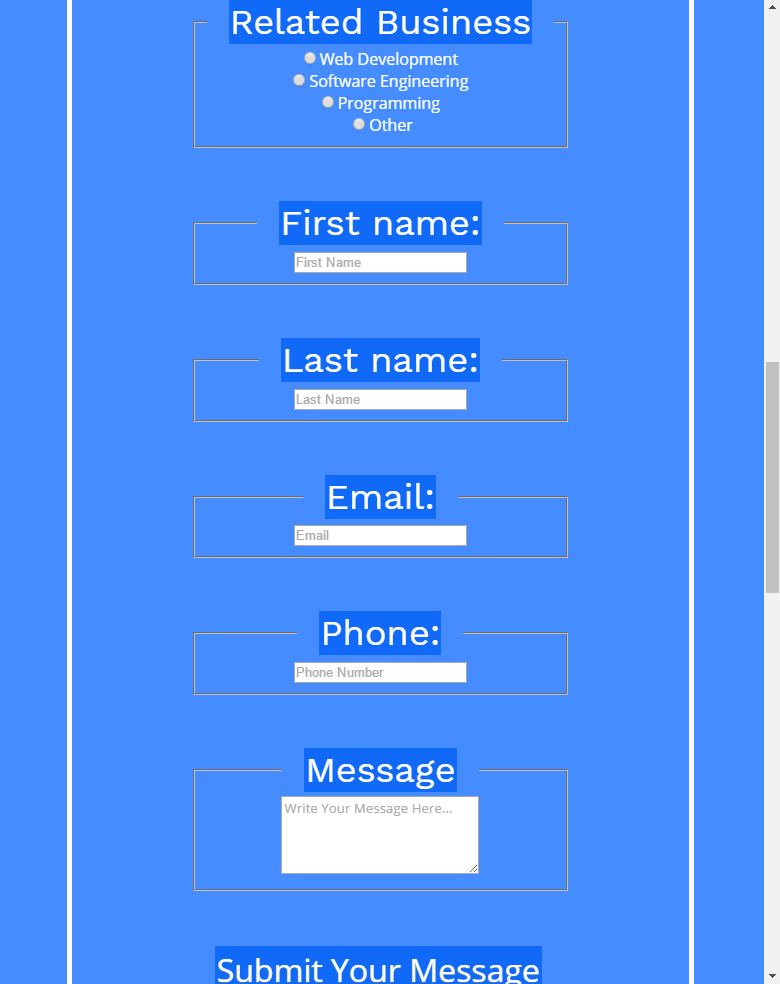 Related Business
Web Development
Software Engineering
Programming
Other
First name:
First Name
Last name:
Last Name
Email:
Email
Phone:
Phone Number
Message
Write Your Message Here...
Submit Your Message